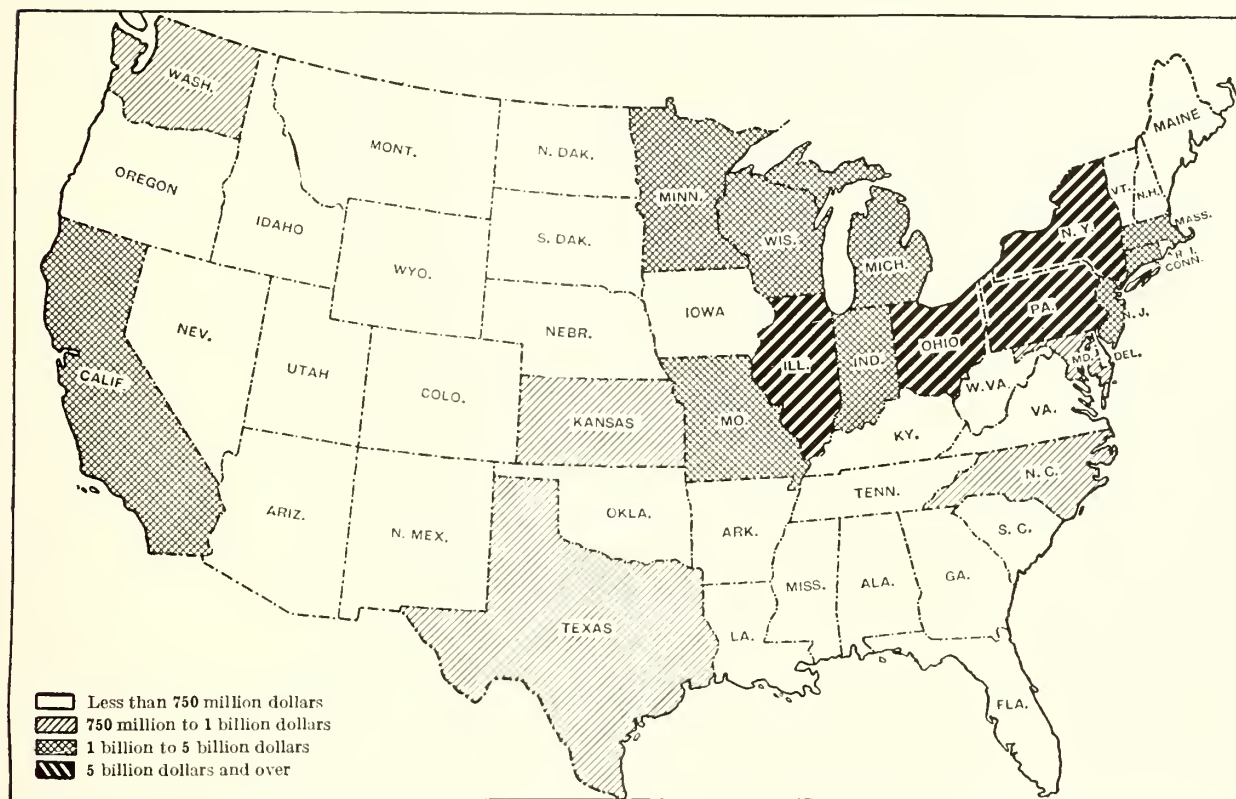 WASH.
MONT.
N. DAK.
MINN.
MAINE
OREGON
IDAHO
S. DAK.
WIS.
MICH.
VT.
N.H.
N. Y.
MASS.
R. I.
CONN.
WYO.
NEV.
NEBR.
IOWA
PA.
N. J.
CALIF
UTAH
COLO.
KANSAS
MO.
ILL.
IND.
OHIO
MD.
DEL.
W. VA.
VA.
KY.
ARIZ.
N. MEX.
OKLA.
ARK.
TENN.
N. C.
S. C.
TEXAS
LA.
MISS.
ALA.
GA.
FLA.
Less than 750 million dollars
750 million to 1 billion dollars
1 billion to 5 billion dollars
5 billion dollars and over